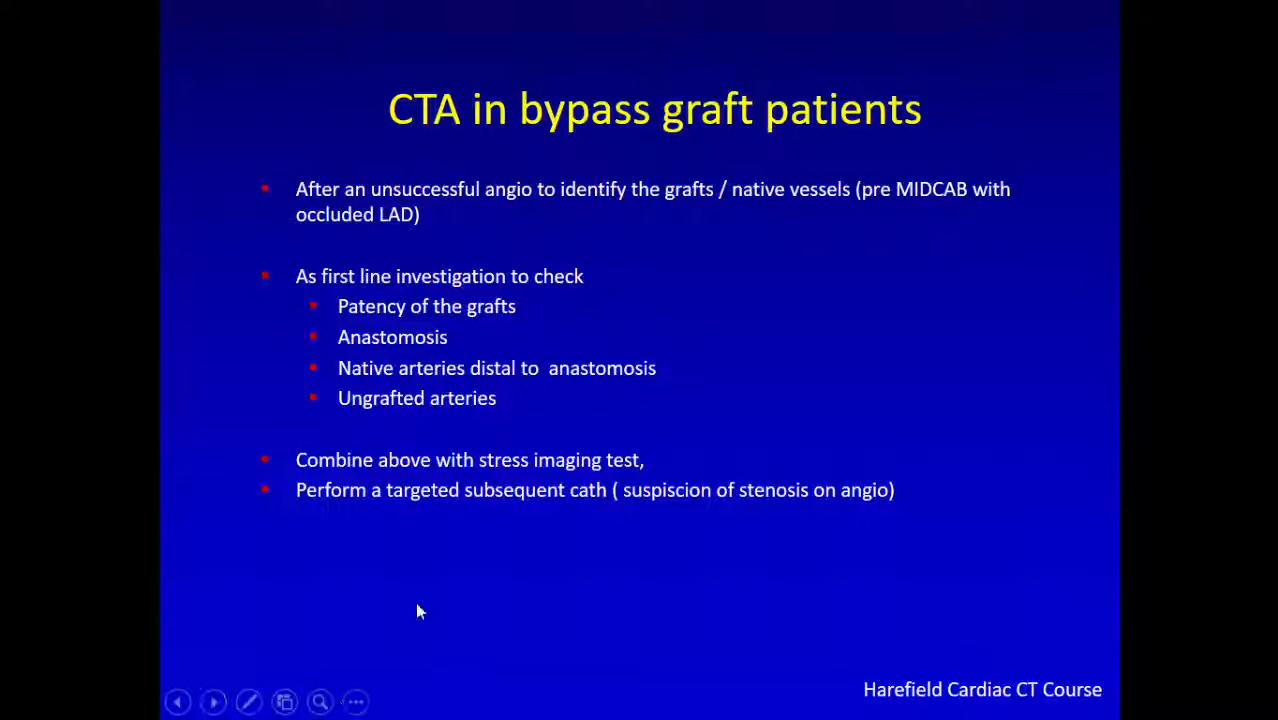 CTA in bypass graft patients
After an unsuccessful angio to identify the grafts / native vessels (pre MIDCAB with
occluded LAD)
As first line investigation to check
Patency of the grafts
Anastomosis
Native arteries distal to anastomosis
Ungrafted arteries
Combine above with stress imaging test,
Perform a targeted subsequent cath ( suspiscion of stenosis on angio)
Harefield Cardiac CT Course